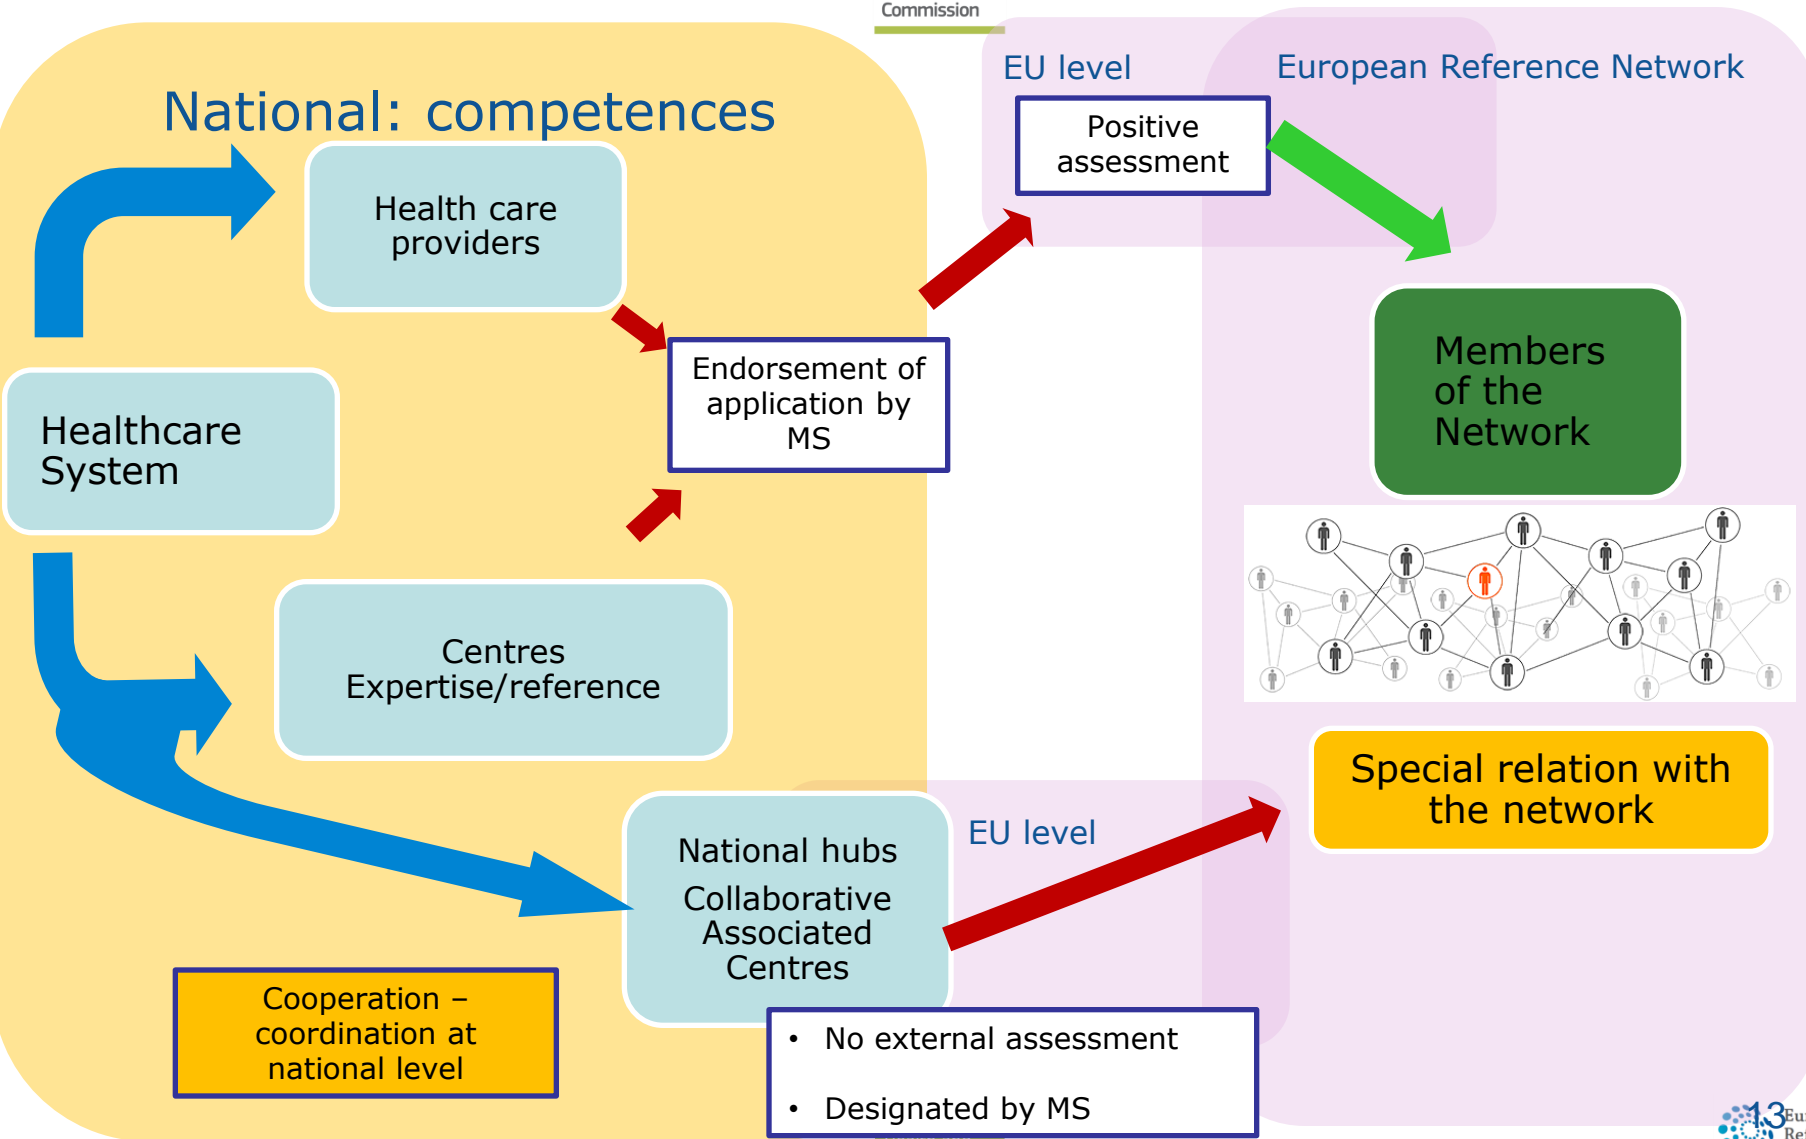 Commission
EU level
European Reference Network
National: competences
Positive
assessment
Health care
providers
Endorsement of
application by
MS
Members
of the
Network
Healthcare
System
Centres
Expertise/reference
Special relation with
the network
EU level
National hubs
Collaborative
Associated
Centres
Cooperation –
coordination at
national level
• No external assessment
• Designated by MS
13